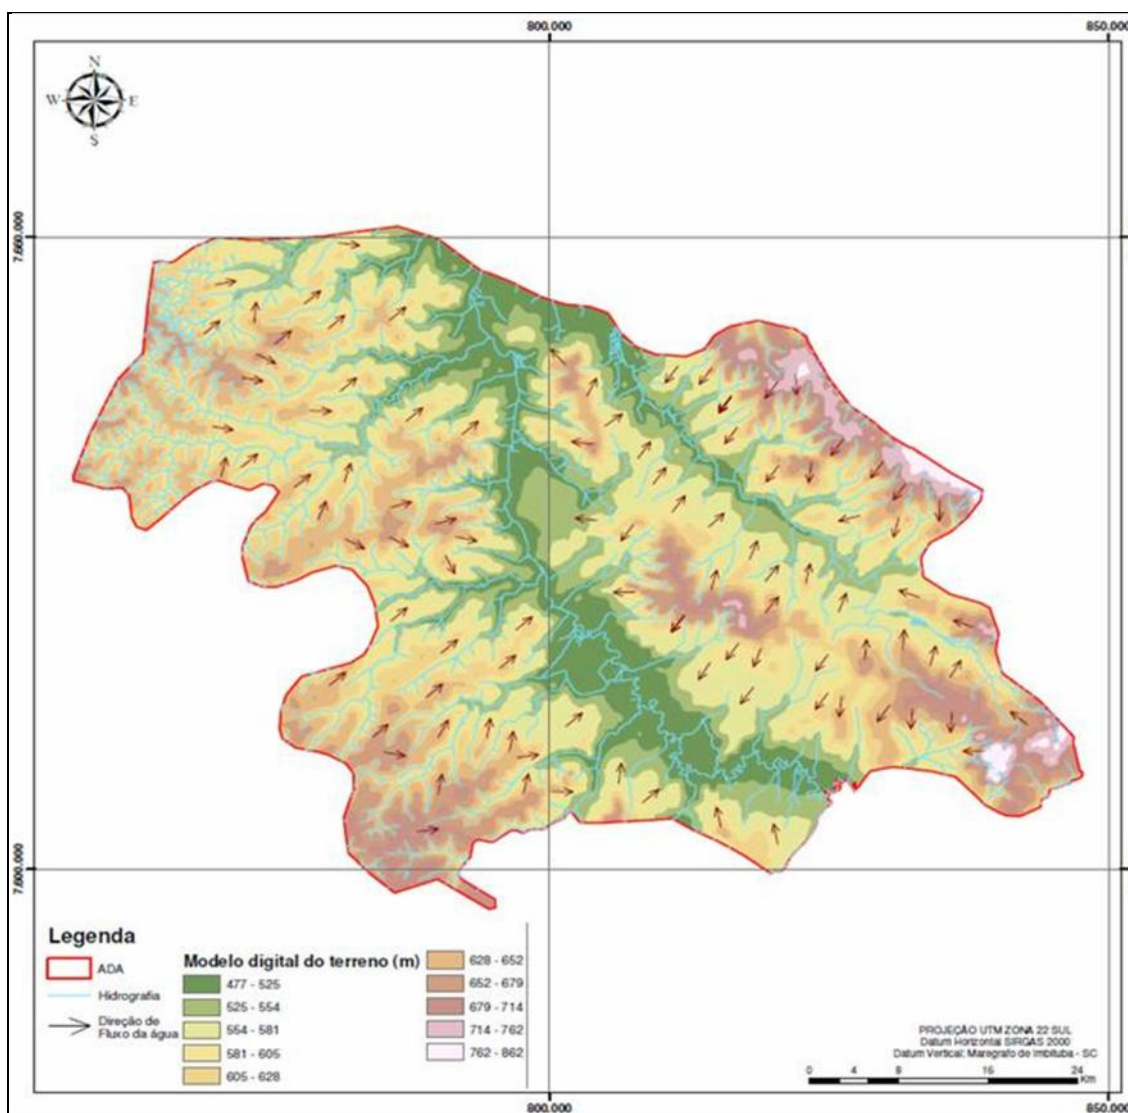 800.000
850.000
N
W
E
S
7.660.000
7.600.000
Legenda
ADA
Hidrografia
Direção de
Fluxo da água
Modelo digital do terreno (m)
477 - 525
525 - 554
554 - 581
581 - 605
605 - 628
628 - 652
652 - 679
679 - 714
714 - 762
762 - 862
PROJEÇÃO UTM ZONA 22 SUL
Datum Horizontal SIRGAS 2000
Datum Vertical: Maregrafo de Imbituba - SC
0 4 8 16 24
Km
800.000
850.000